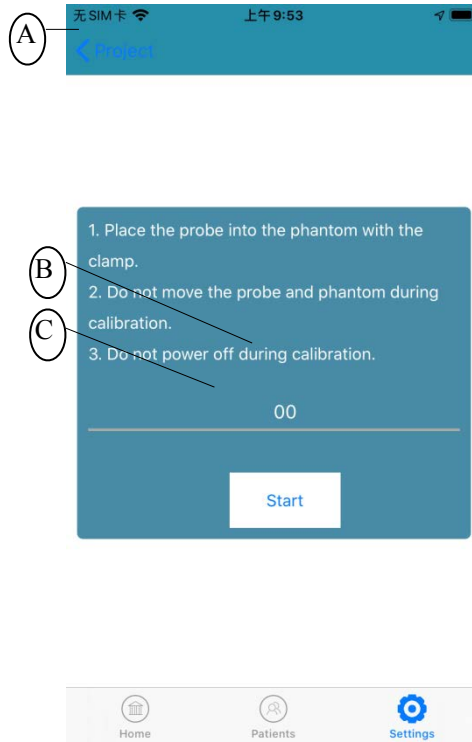 无SIM卡 上午9:53
A
Project
1. Place the probe into the phantom with the
clamp.
B
2. Do not move the probe and phantom during
calibration.
C
3. Do not power off during calibration.
00
Start
Home Patients Settings